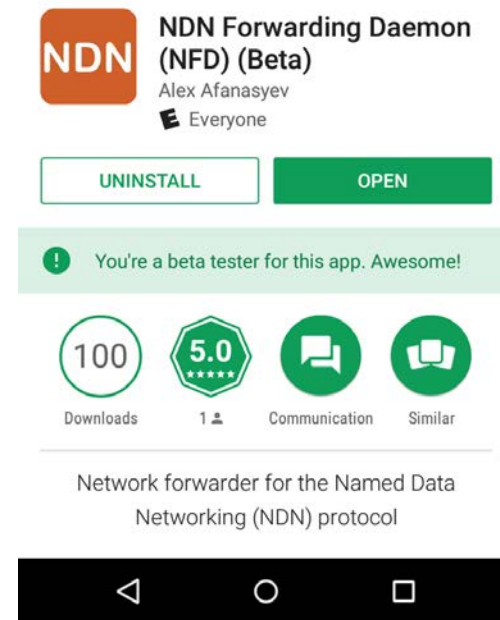 NDN
NDN Forwarding Daemon
(NFD) (Beta)
Alex Afanasyev
E Everyone
UNINSTALL
OPEN
You're a beta tester for this app. Awesome!
100
5.0
Downloads
1
Communication
Similar
Network forwarder for the Named Data
Networking (NDN) protocol